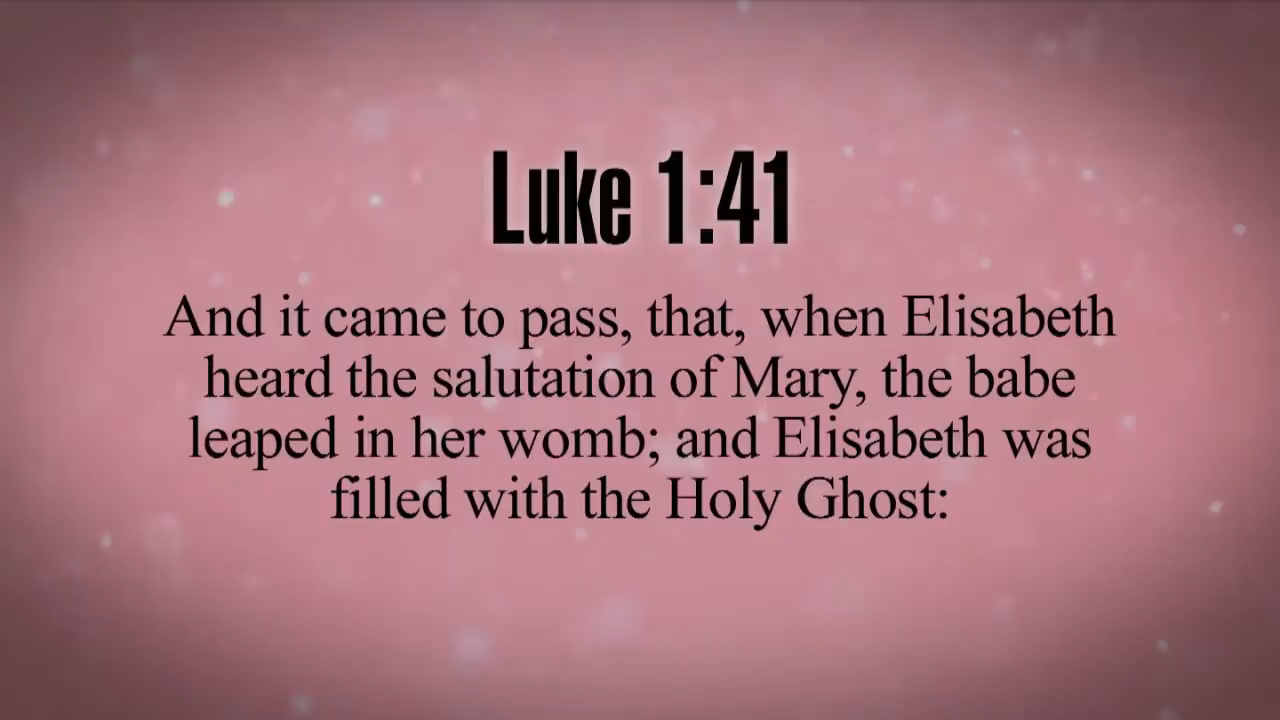 Luke 1:41
And it came to pass, that, when Elisabeth
heard the salutation of Mary, the babe
leaped in her womb; and Elisabeth was
filled with the Holy Ghost: